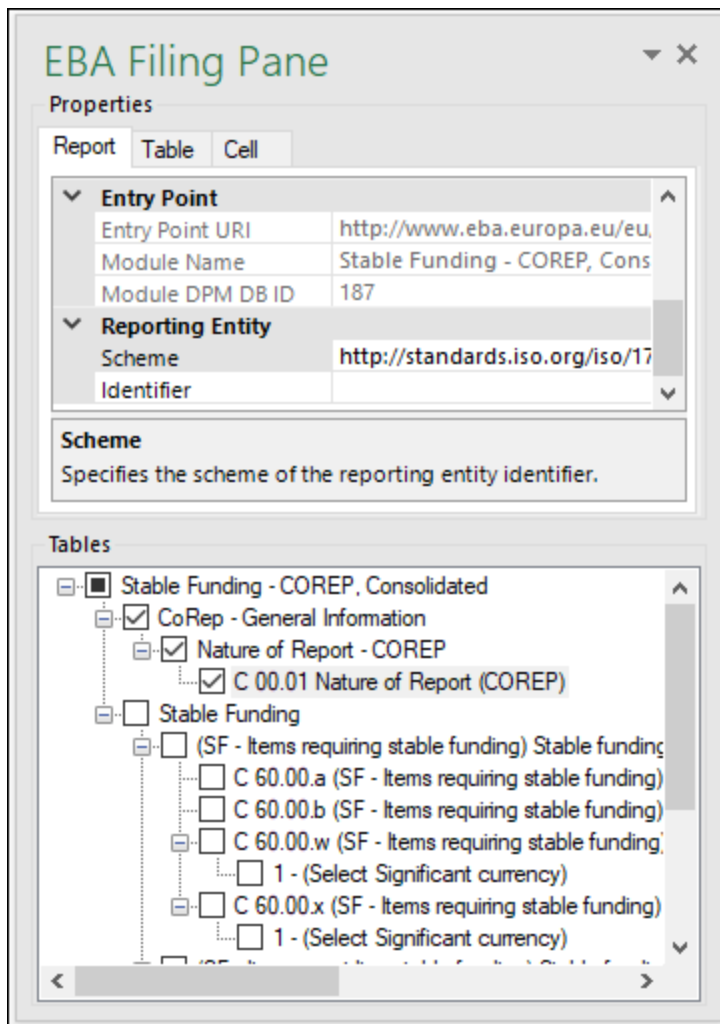 EBA Filing Pane
Properties
Report Table Cell
Entry Point
Entry Point URI http://www.eba.europa.eu/eu,
Module Name Stable Funding - COREP, Cons
Module DPM DB ID 187
Reporting Entity
Scheme http://standards.iso.org/iso/17
Identifier
Scheme
Specifies the scheme of the reporting entity identifier.
Tables
Stable Funding - COREP, Consolidated
CoRep - General Information
Nature of Report - COREP
C 00.01 Nature of Report (COREP)
Stable Funding
(SF - Items requiring stable funding) Stable funding
C 60.00.a (SF - Items requiring stable funding)
C 60.00.b (SF - Items requiring stable funding)
C 60.00.w (SF - Items requiring stable funding)
1 - (Select Significant currency)
C 60.00.x (SF - Items requiring stable funding)
1 - (Select Significant currency)